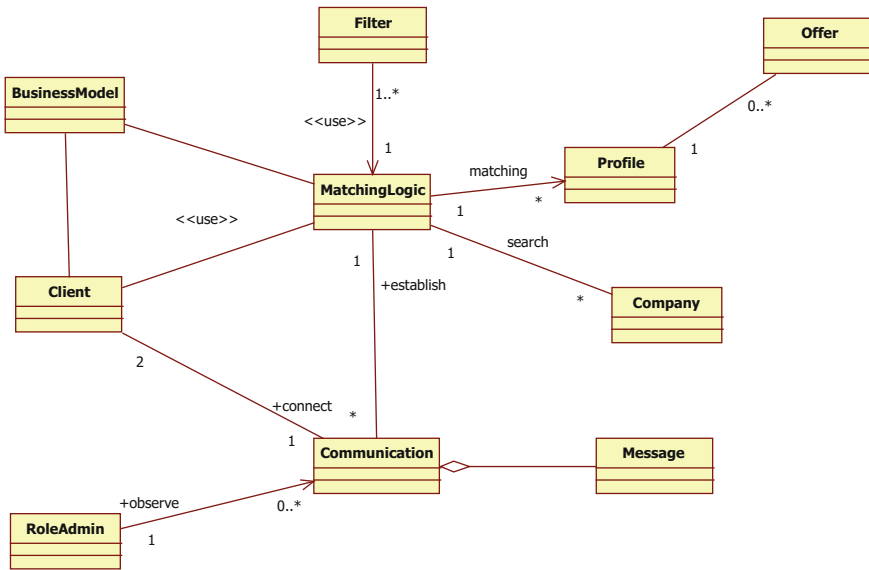 Filter
Offer
BusinessModel
1..*
0..*
<<use>>
1
1
Profile
matching
MatchingLogic
1
*
<<use>>
1
search
1
+establish
Client
*
Company
2
+connect
*
1
Communication
Message
+observe
0..*
RoleAdmin
1